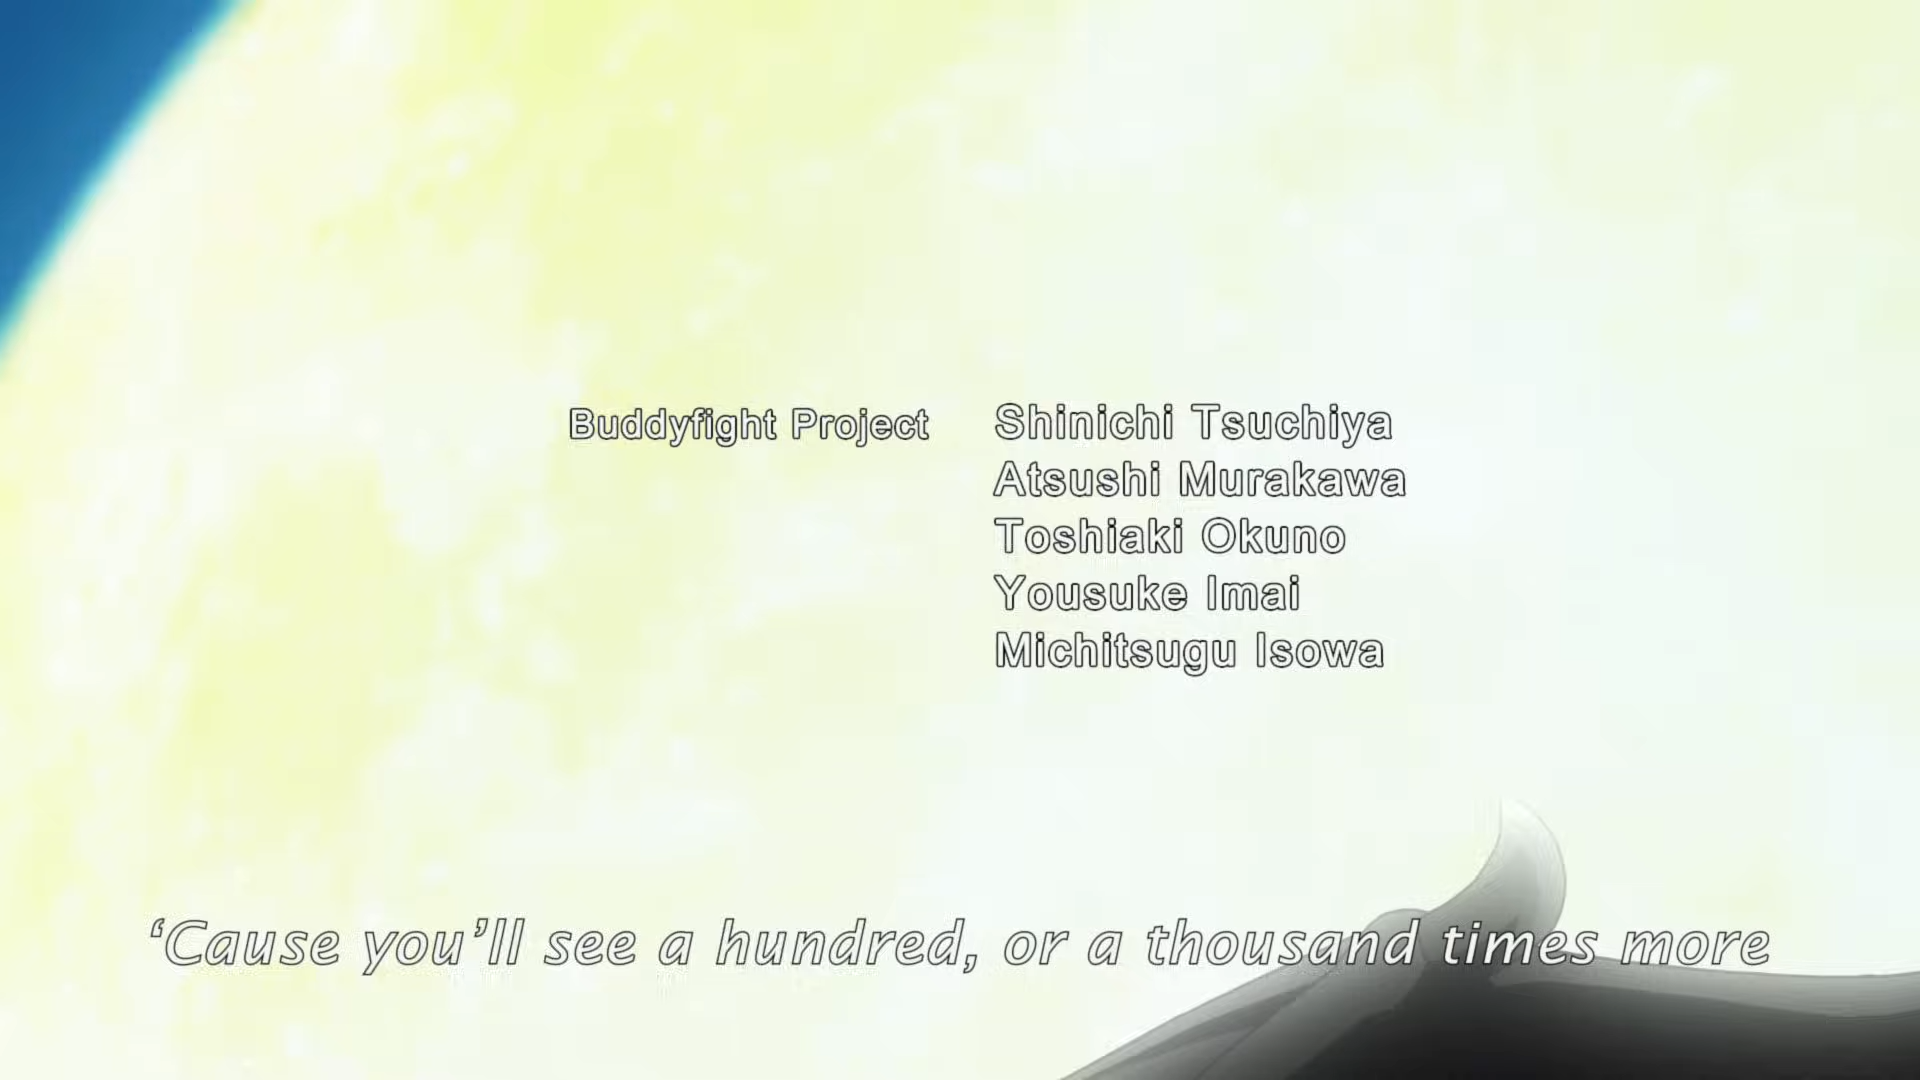 Buddyfight Project
Shinichi Tsuchiya
Atsushi Murakawa
Toshiaki Okuno
Yousuke Imai
Michitsugu Isowa
‘Cause you’ll see a hundred, or a thousand times more